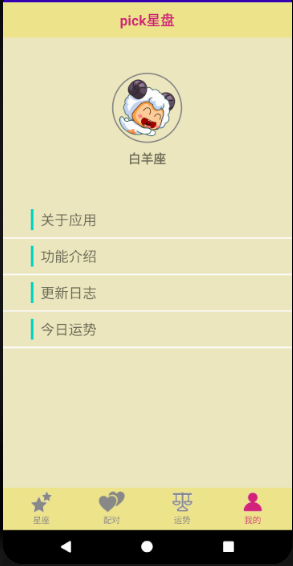 pick星盘
白羊座
关于应用
功能介绍
更新日志
今日运势
星座 配对 运势 我的